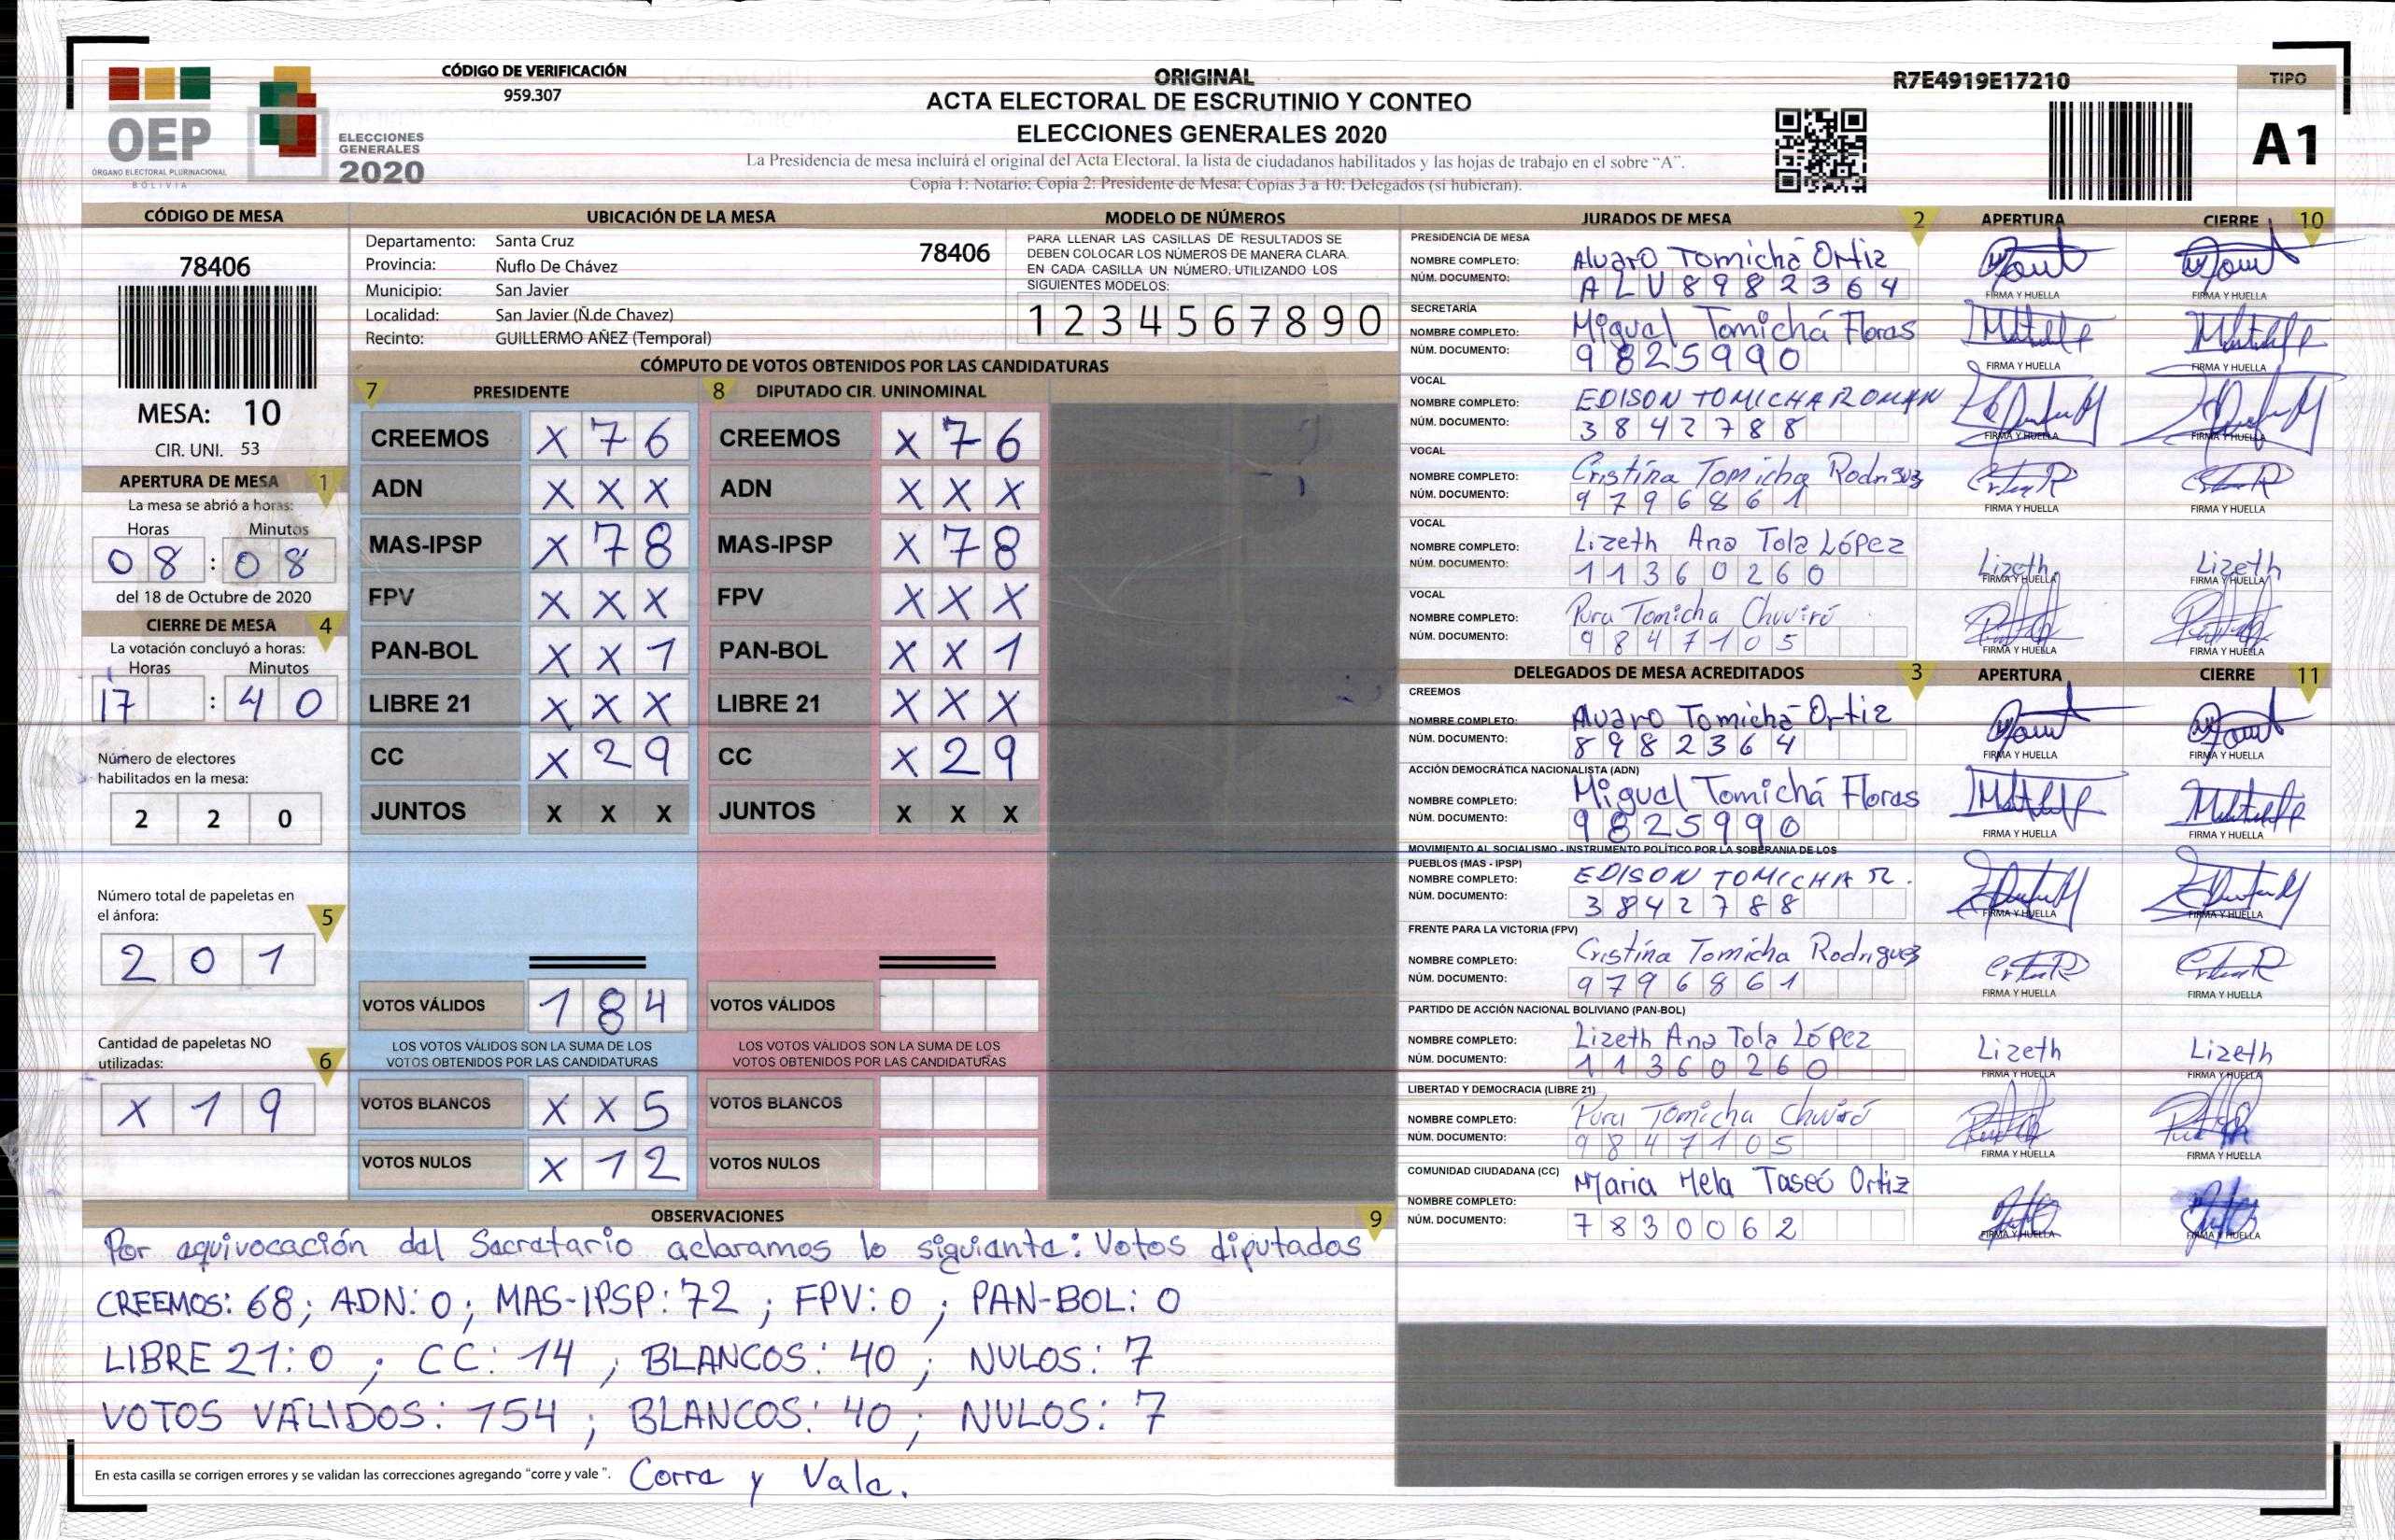 CÓDIGO DE VERIFICACIÓN
959.307
OEP
ÓRGANO ELECTORAL PLURINACIONAL
BOLIVIA
ELECCIONES
GENERALES
2020
ORIGINAL
ACTA ELECTORAL DE ESCRUTINIO Y CONTEO
ELECCIONES GENERALES 2020
La Presidencia de mesa incluirá el original del Acta Electoral, la lista de ciudadanos habilitados y las hojas de trabajo en el sobre "A".
Copia 1: Notario; Copia 2: Presidente de Mesa; Copias 3 a 10: Delegados (si hubieran).
R7E4919E17210
TIPO
A1
CÓDIGO DE MESA
78406
MESA: 10
CIR. UNI. 53
APERTURA DE MESA 1
La mesa se abrió a horas:
Horas Minutos
08 : 08
del 18 de Octubre de 2020
CIERRE DE MESA 4
La votación concluyó a horas:
Horas Minutos
17 : 40
Número de electores
habilitados en la mesa:
2 2 0
Número total de papeletas en
el ánfora: 5
2 0 1
Cantidad de papeletas NO
utilizadas: 6
X 1 9
UBICACIÓN DE LA MESA
Departamento: Santa Cruz 78406
Provincia: Ñuflo De Chávez
Municipio: San Javier
Localidad: San Javier (Ñ.de Chavez)
Recinto: GUILLERMO AÑEZ (Temporal)
MODELO DE NÚMEROS
PARA LLENAR LAS CASILLAS DE RESULTADOS SE
DEBEN COLOCAR LOS NÚMEROS DE MANERA CLARA.
EN CADA CASILLA UN NÚMERO, UTILIZANDO LOS
SIGUIENTES MODELOS:
1 2 3 4 5 6 7 8 9 0
CÓMPUTO DE VOTOS OBTENIDOS POR LAS CANDIDATURAS
7 PRESIDENTE 8 DIPUTADO CIR. UNINOMINAL
CREEMOS X 7 6 CREEMOS X 7 6
ADN X X X ADN X X X
MAS-IPSP X 7 8 MAS-IPSP X 7 8
FPV X X X FPV X X X
PAN-BOL X X 1 PAN-BOL X X 1
LIBRE 21 X X X LIBRE 21 X X X
CC X 2 9 CC X 2 9
JUNTOS X X X JUNTOS X X X
VOTOS VÁLIDOS 1 8 4 VOTOS VÁLIDOS
LOS VOTOS VÁLIDOS SON LA SUMA DE LOS LOS VOTOS VÁLIDOS SON LA SUMA DE LOS
VOTOS OBTENIDOS POR LAS CANDIDATURAS VOTOS OBTENIDOS POR LAS CANDIDATURAS
VOTOS BLANCOS X X 5 VOTOS BLANCOS
VOTOS NULOS X 1 2 VOTOS NULOS
OBSERVACIONES 9
Por aquivocación dal Sacratario aclaramos lo siguianta: Votos diputados
CREEMOS: 68; ADN: 0; MAS-IPSP: 72 ; FPV: 0 ; PAN-BOL: 0
LIBRE 21: 0 ; CC: 14 ; BLANCOS: 40 ; NULOS: 7
VOTOS VÁLIDOS: 154 ; BLANCOS: 40 ; NULOS: 7
En esta casilla se corrigen errores y se validan las correcciones agregando "corre y vale ". Corra y Vala.
JURADOS DE MESA 2 APERTURA CIERRE 10
PRESIDENCIA DE MESA
NOMBRE COMPLETO: Alvaro Tomichá Ortiz
NÚM. DOCUMENTO: ALV8982364
FIRMA Y HUELLA FIRMA Y HUELLA
SECRETARÍA
NOMBRE COMPLETO: Migual Tomichá Floras
NÚM. DOCUMENTO: 9825990
FIRMA Y HUELLA FIRMA Y HUELLA
VOCAL
NOMBRE COMPLETO: EDISON TOMICHA ROMAN
NÚM. DOCUMENTO: 3842788
FIRMA Y HUELLA FIRMA Y HUELLA
VOCAL
NOMBRE COMPLETO: Cristina Tomicha Rodriguz
NÚM. DOCUMENTO: 9796861
FIRMA Y HUELLA FIRMA Y HUELLA
VOCAL
NOMBRE COMPLETO: Lizeth Ana Tola López
NÚM. DOCUMENTO: 11360260
Lizeth Lizeth
FIRMA Y HUELLA FIRMA Y HUELLA
VOCAL
NOMBRE COMPLETO: Pura Tomicha Chuviró
NÚM. DOCUMENTO: 9847105
FIRMA Y HUELLA FIRMA Y HUELLA
DELEGADOS DE MESA ACREDITADOS 3 APERTURA CIERRE 11
CREEMOS
NOMBRE COMPLETO: Alvaro Tomichá Ortiz
NÚM. DOCUMENTO: 8982364
FIRMA Y HUELLA FIRMA Y HUELLA
ACCIÓN DEMOCRÁTICA NACIONALISTA (ADN)
NOMBRE COMPLETO: Migual Tomichá Floras
NÚM. DOCUMENTO: 9825990
FIRMA Y HUELLA FIRMA Y HUELLA
MOVIMIENTO AL SOCIALISMO - INSTRUMENTO POLÍTICO POR LA SOBERANIA DE LOS
PUEBLOS (MAS - IPSP)
NOMBRE COMPLETO: EDISON TOMICHA R.
NÚM. DOCUMENTO: 3842788
FIRMA Y HUELLA FIRMA Y HUELLA
FRENTE PARA LA VICTORIA (FPV)
NOMBRE COMPLETO: Cristina Tomicha Rodriguez
NÚM. DOCUMENTO: 9796861
FIRMA Y HUELLA FIRMA Y HUELLA
PARTIDO DE ACCIÓN NACIONAL BOLIVIANO (PAN-BOL)
NOMBRE COMPLETO: Lizeth Ana Tola López
NÚM. DOCUMENTO: 11360260
Lizeth Lizeth
FIRMA Y HUELLA FIRMA Y HUELLA
LIBERTAD Y DEMOCRACIA (LIBRE 21)
NOMBRE COMPLETO: Pura Tomicha Chuviró
NÚM. DOCUMENTO: 9847105
FIRMA Y HUELLA FIRMA Y HUELLA
COMUNIDAD CIUDADANA (CC)
NOMBRE COMPLETO: Maria Mela Taseó Ortiz
NÚM. DOCUMENTO: 7830062
FIRMA Y HUELLA FIRMA Y HUELLA